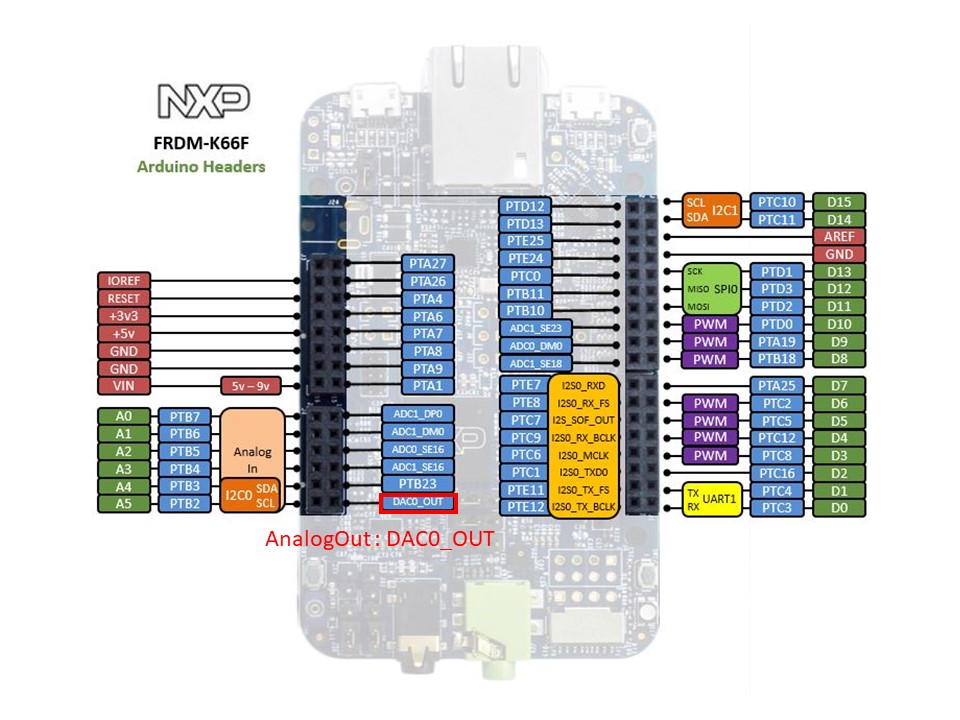 NXP
FRDM-K66F
Arduino Headers
J24
IOREF
RESET
+3v3
+5v
GND
GND
VIN
5v – 9v
PTA27
PTA26
PTA4
PTA6
PTA7
PTA8
PTA9
PTA1
A0 PTB7
A1 PTB6
A2 PTB5
A3 PTB4
A4 PTB3
A5 PTB2
Analog
In
I2C0 SDA
SCL
ADC1_DP0
ADC1_DM0
ADC0_SE16
ADC1_SE16
PTB23
DAC0_OUT
AnalogOut : DAC0_OUT
NXP
PTD12
PTD13
PTE25
PTE24
PTC0
PTB11
PTB10
ADC1_SE23
ADC0_DM0
ADC1_SE18
PTE7 I2S0_RXD
PTE8 I2S0_RX_FS
PTC7 I2S_SOF_OUT
PTC9 I2S0_RX_BCLK
PTC6 I2S0_MCLK
PTC1 I2S0_TXD0
PTE11 I2S0_TX_FS
PTE12 I2S0_TX_BCLK
SCL I2C1 PTC10 D15
SDA PTC11 D14
AREF
GND
SCK PTD1 D13
MISO SPI0 PTD3 D12
MOSI PTD2 D11
PWM PTD0 D10
PWM PTA19 D9
PWM PTB18 D8
PTA25 D7
PWM PTC2 D6
PWM PTC5 D5
PWM PTC12 D4
PWM PTC8 D3
PTC16 D2
TX UART1 PTC4 D1
RX PTC3 D0